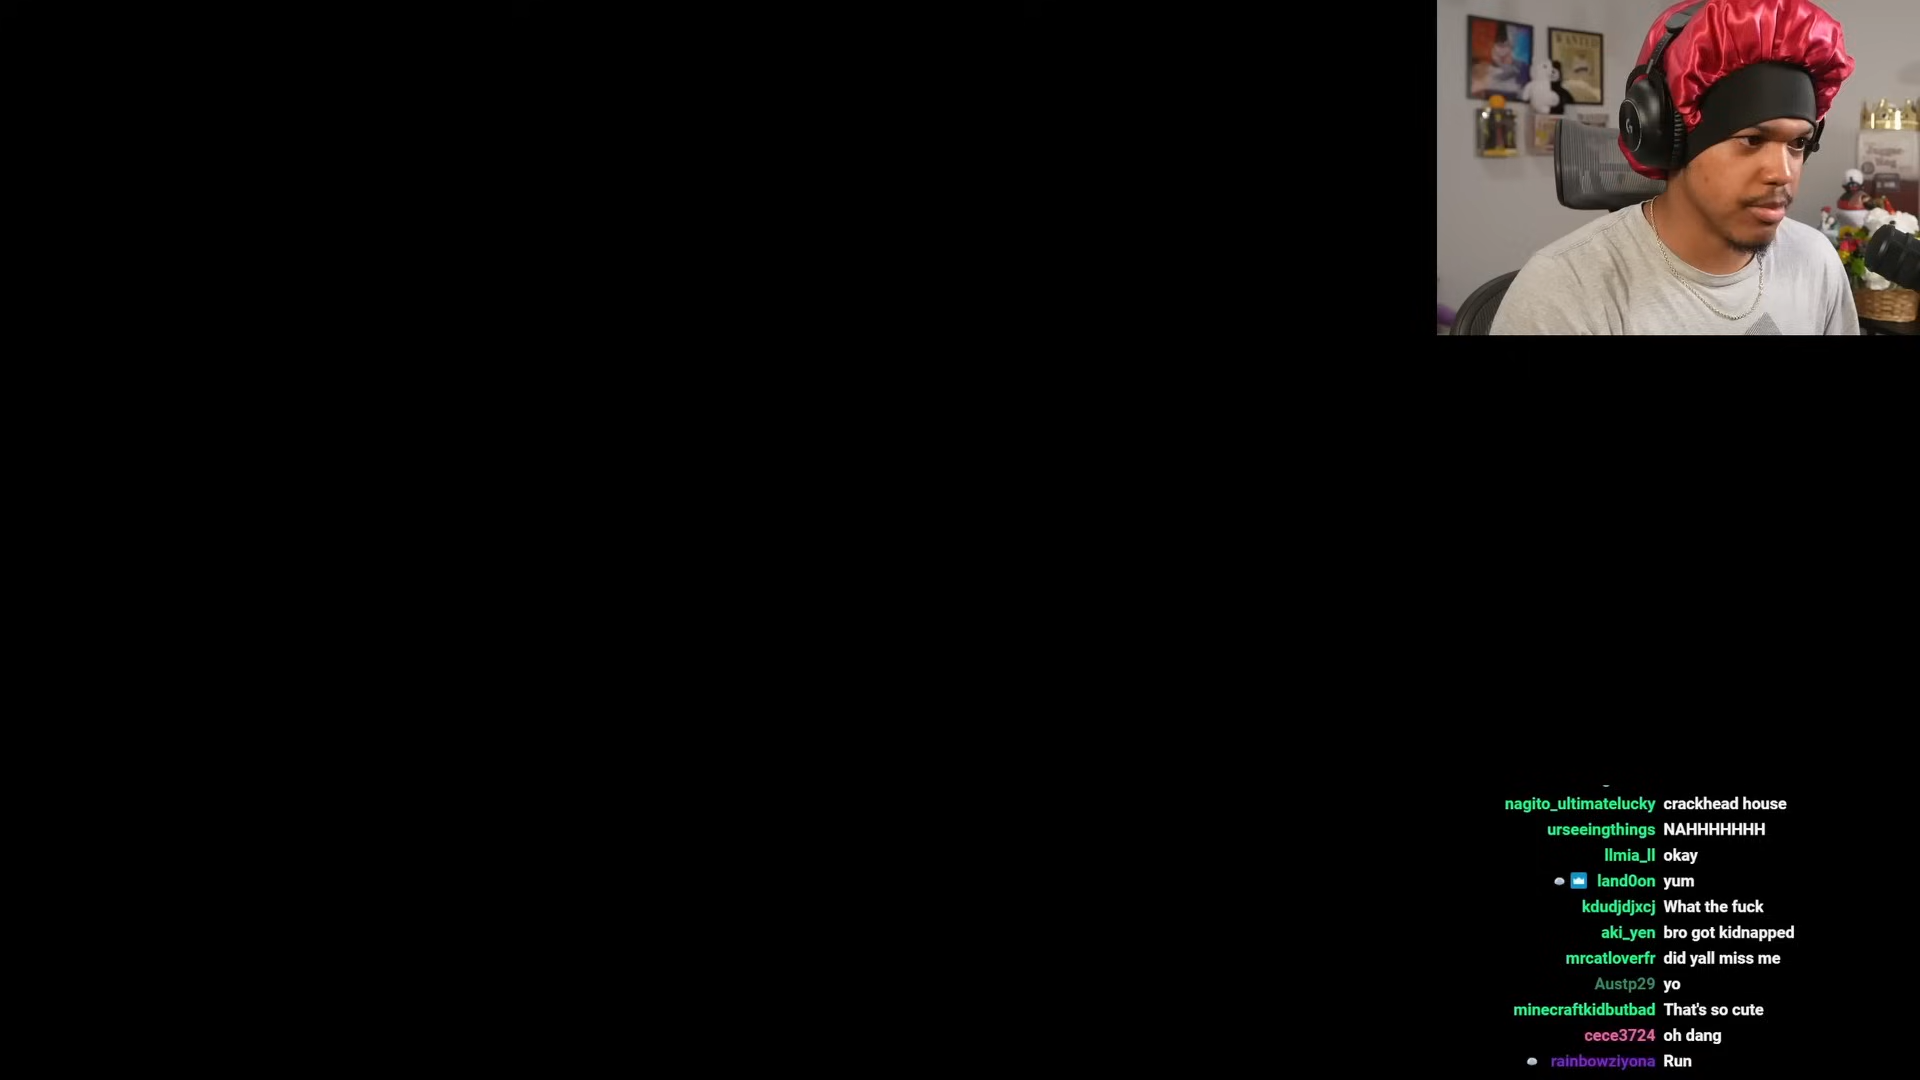 WANTED
nagito_ultimatelucky crackhead house
urseeingthings NAHHHHHHH
llmia_ll okay
land0on yum
kdudjdjxcj What the fuck
aki_yen bro got kidnapped
mrcatloverfr did yall miss me
Austp29 yo
minecraftkidbutbad That's so cute
cece3724 oh dang
rainbowziyona Run